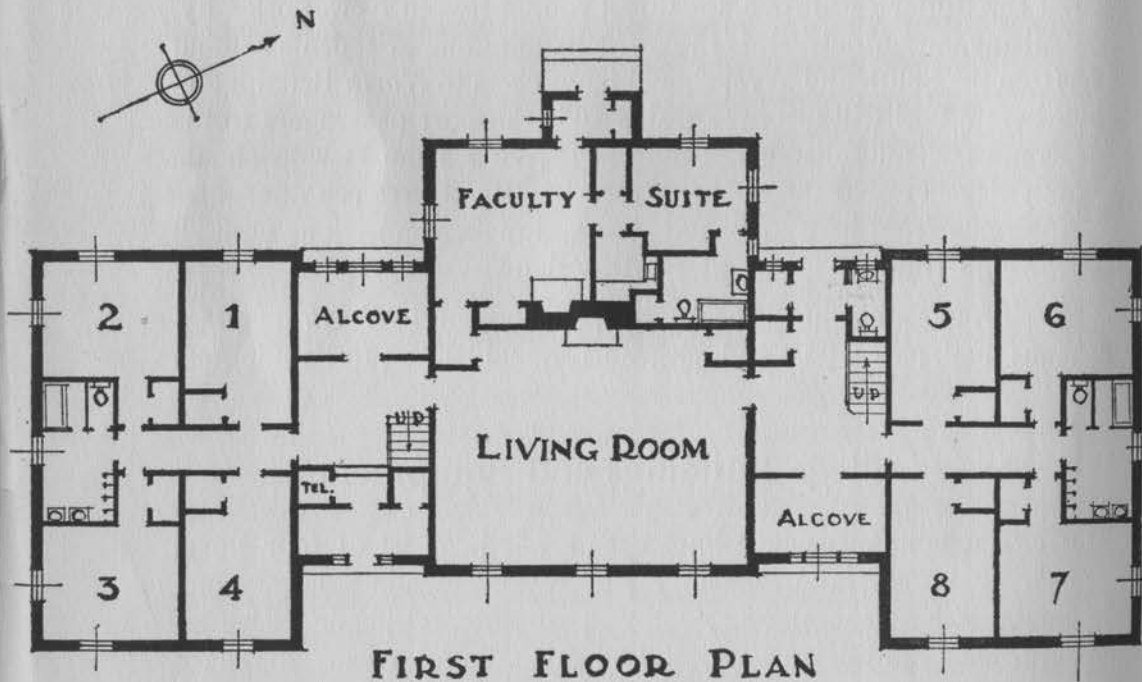 N
FACULTY SUITE
2 1 ALCOVE 5 6
UP UP
LIVING ROOM
TEL.
ALCOVE
3 4 8 7
FIRST FLOOR PLAN